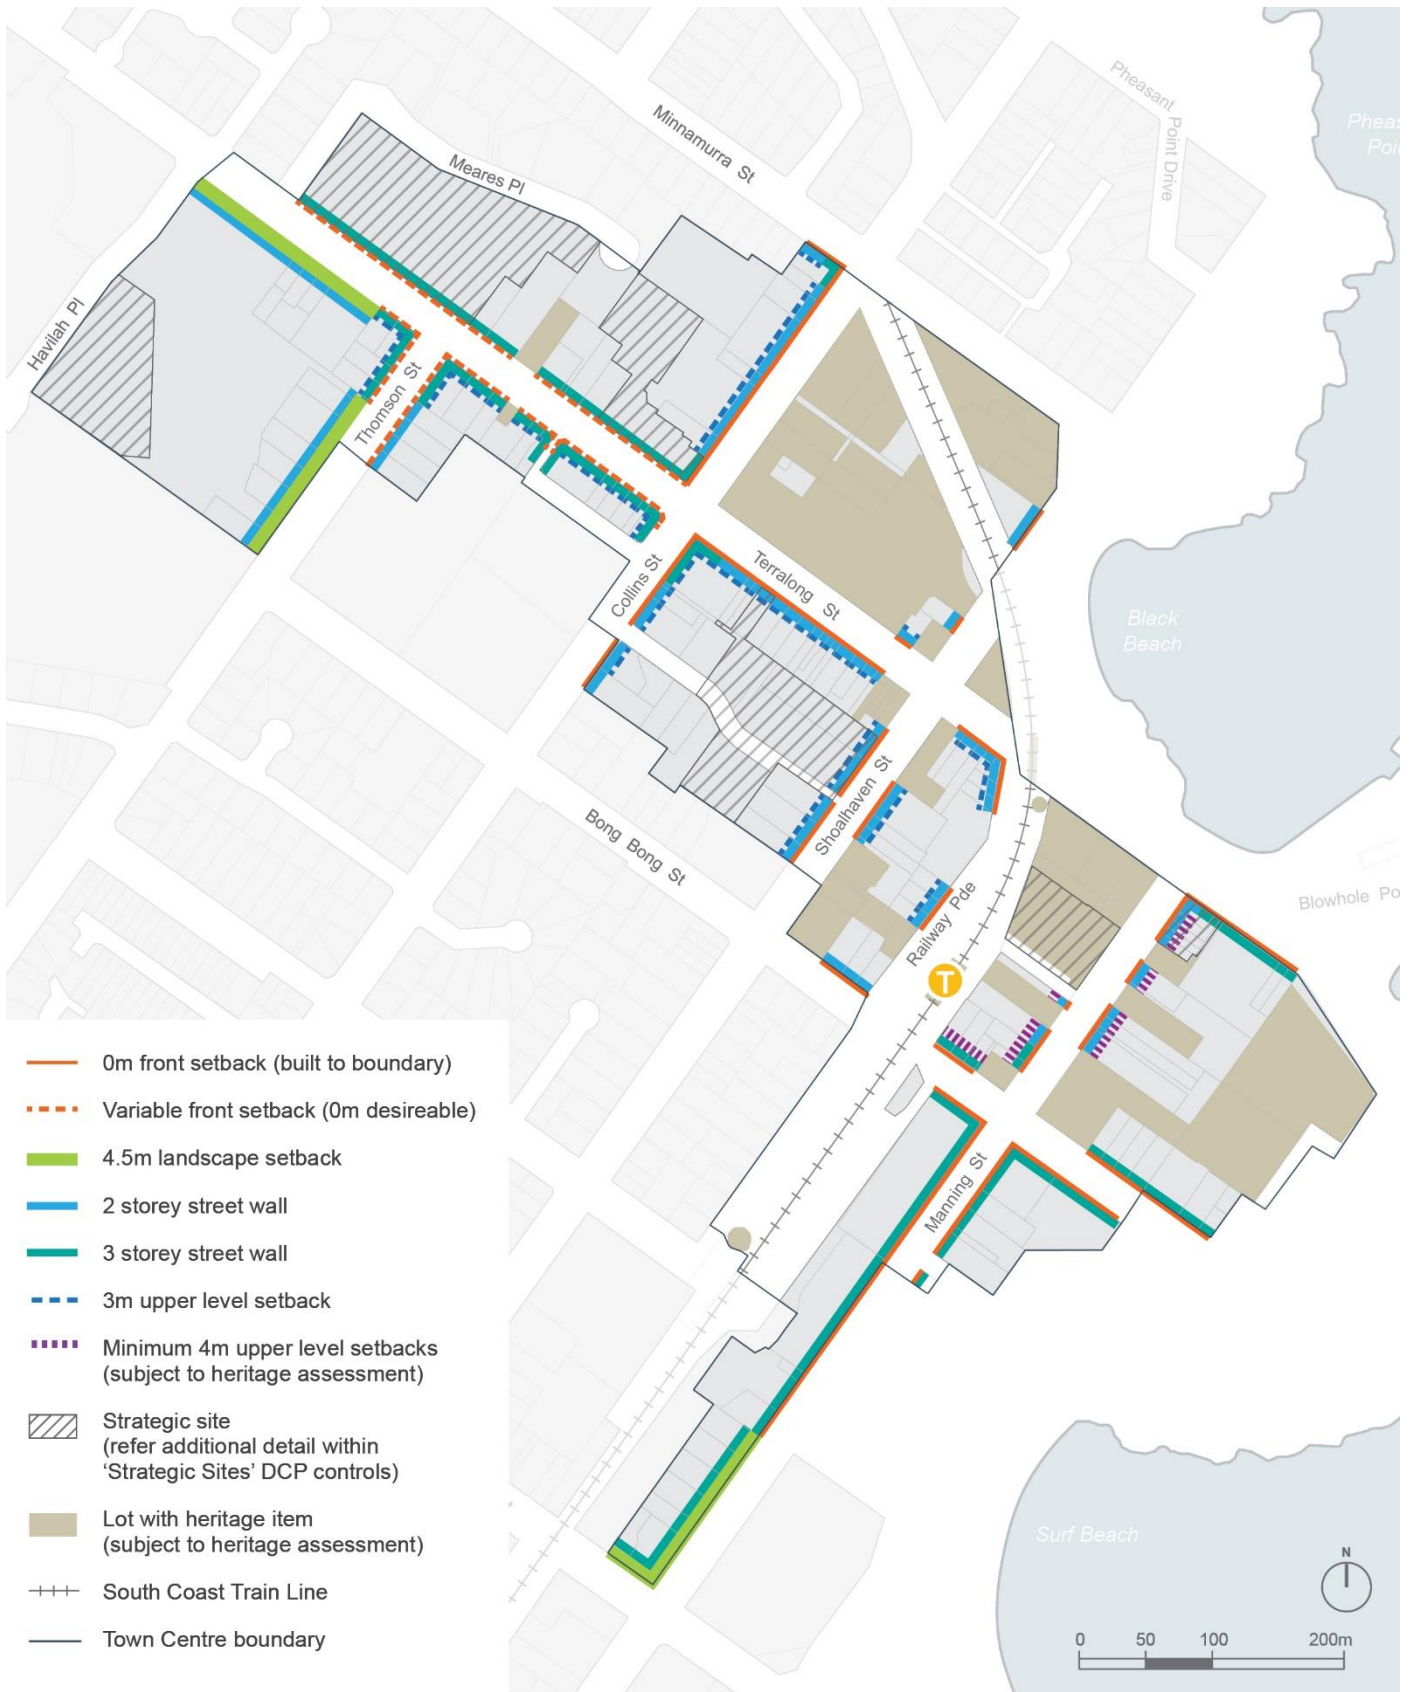 Pheasant Point Drive
Pheas
Poi
Minnamurra St
Meares Pl
Havilah Pl
Thomson St
Terralong St
Collins St
Black
Beach
Shoalhaven St
Bong Bong St
Railway Pde
Blowhole Po
T
Manning St
0m front setback (built to boundary)
Variable front setback (0m desireable)
4.5m landscape setback
2 storey street wall
3 storey street wall
3m upper level setback
Minimum 4m upper level setbacks
(subject to heritage assessment)
Strategic site
(refer additional detail within
‘Strategic Sites’ DCP controls)
Lot with heritage item
(subject to heritage assessment)
South Coast Train Line
Town Centre boundary
Surf Beach
N
0 50 100 200m